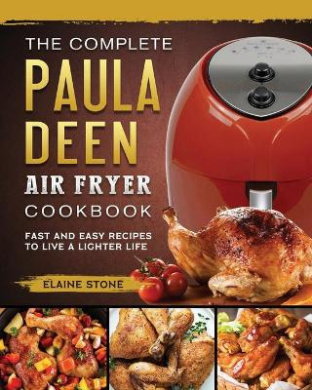 THE COMPLETE
PAULA
DEEN
AIR FRYER
COOKBOOK
FAST AND EASY RECIPES
TO LIVE A LIGHTER LIFE
ELAINE STONE